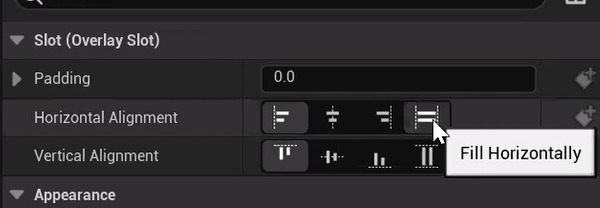 Slot (Overlay Slot)
Padding 0.0
Horizontal Alignment
Vertical Alignment
Fill Horizontally
Appearance